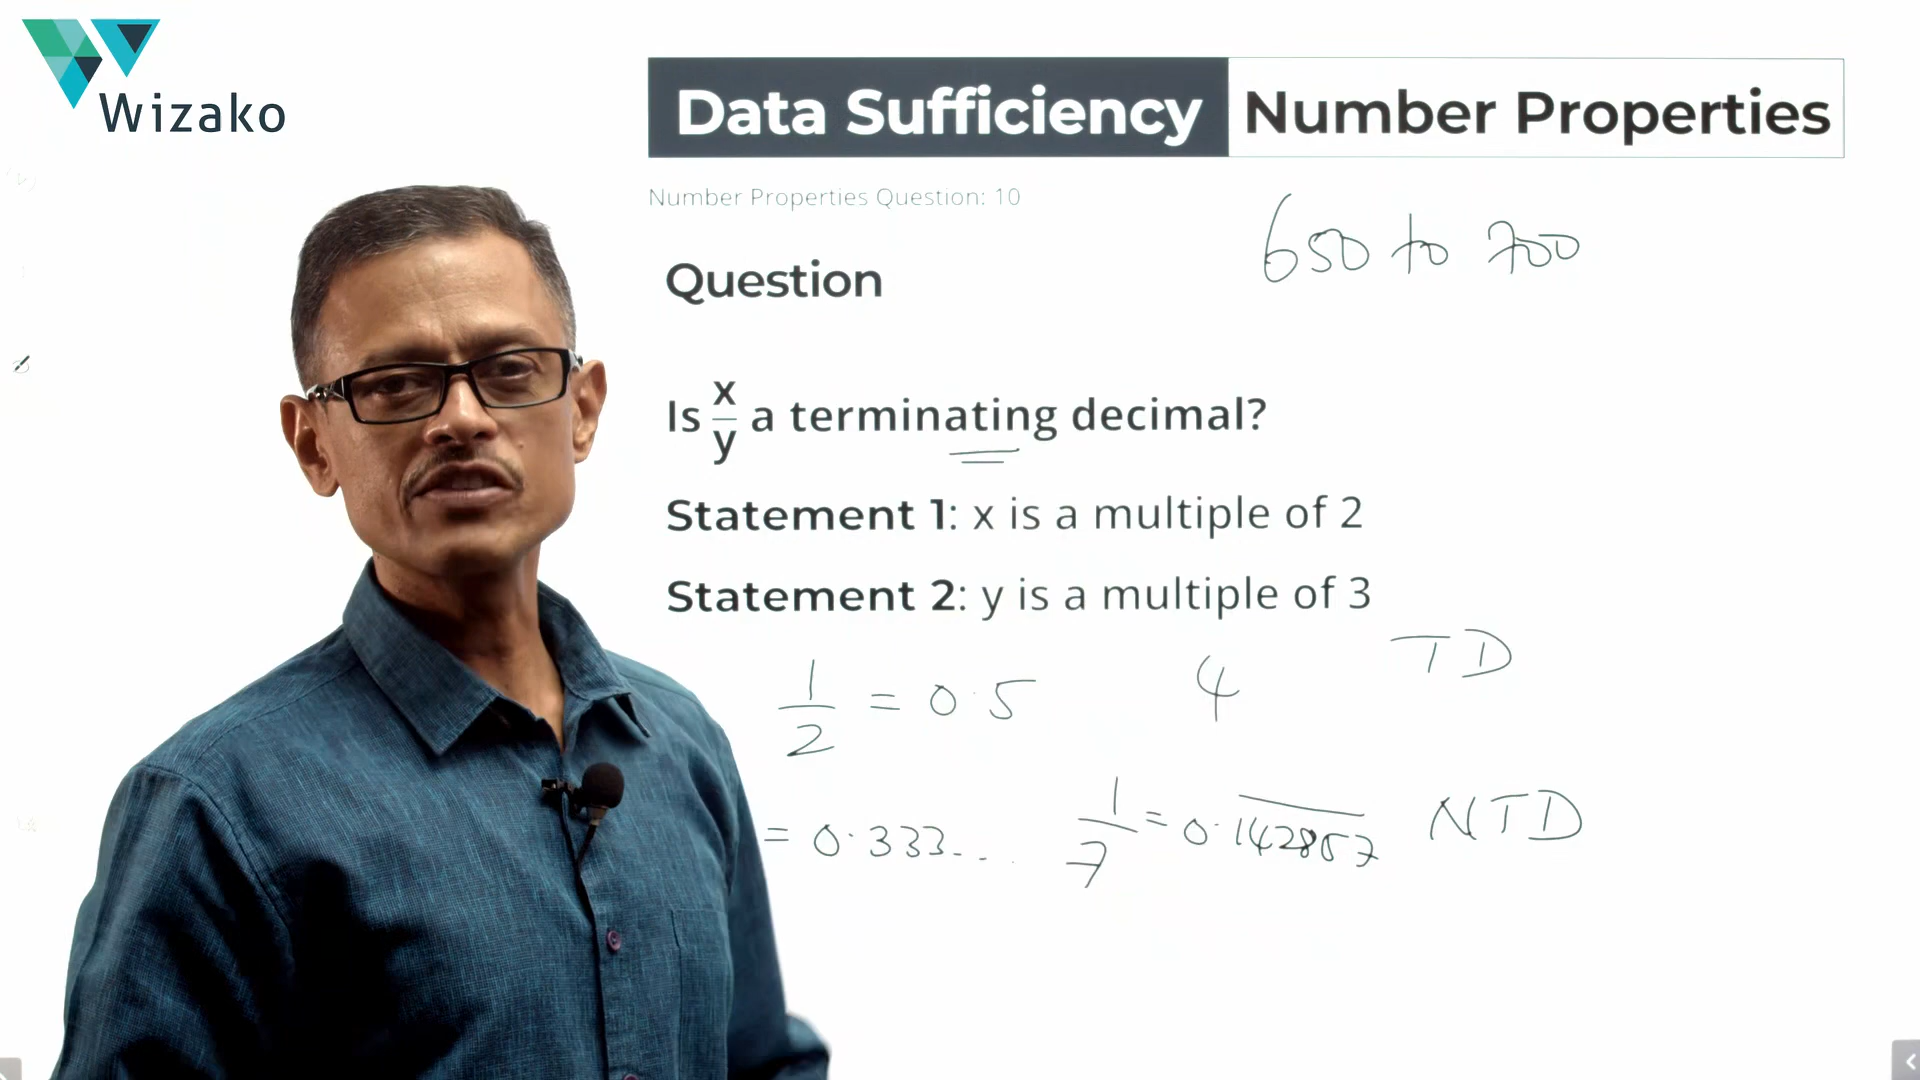 Wizako
Data Sufficiency Number Properties
Number Properties Question: 10
650 to 700
Question
Is x/y a terminating decimal?
Statement 1: x is a multiple of 2
Statement 2: y is a multiple of 3
1/2 = 0.5 4 TD
= 0.333... 1/7 = 0.142857 NTD